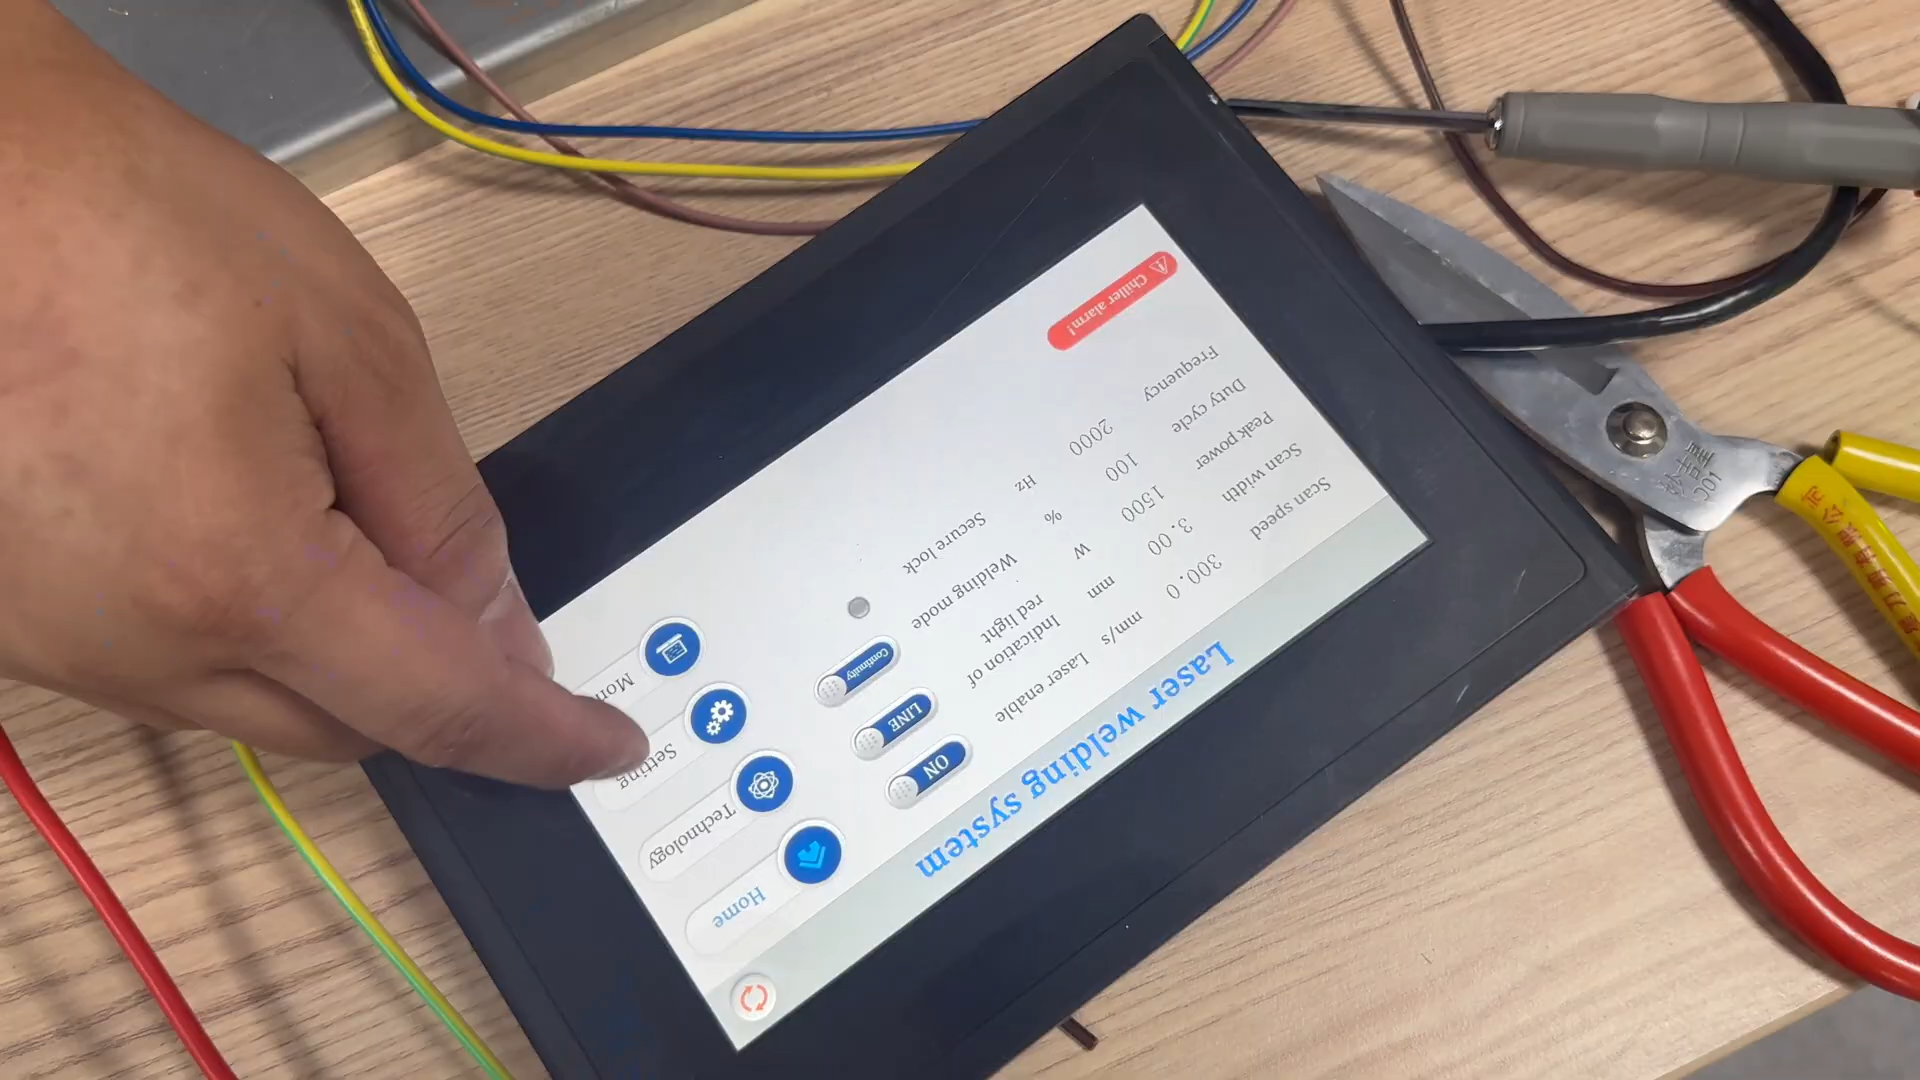 Laser welding system
Scan speed 300.0 mm/s
Scan width 3.00 mm
Peak power 1500 W
Duty cycle 100 %
Frequency 2000 Hz
Chiller alarm!
Laser enable ON
Indication of
red light LINE
Welding mode Continuity
Secure lock
Home
Technology
Setting
Mon